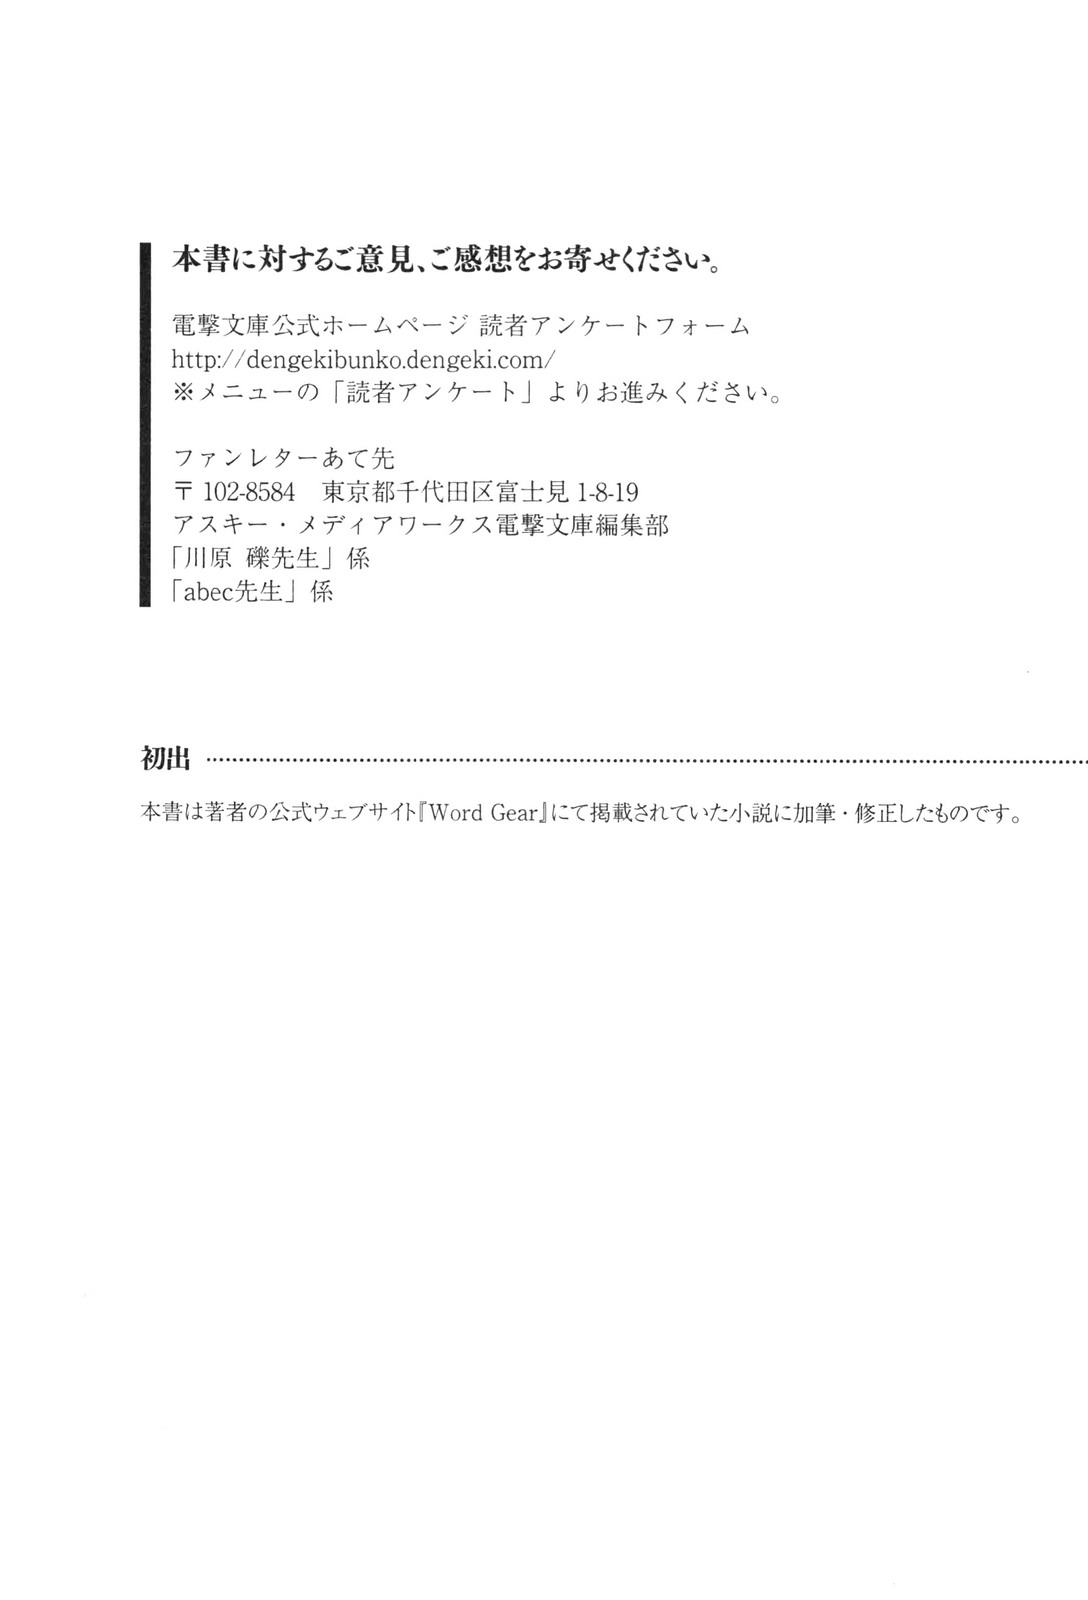 本書に対するご意見、ご感想をお寄せください。
電撃文庫公式ホームページ 読者アンケートフォーム
http://dengekibunko.dengeki.com/
※メニューの「読者アンケート」よりお進みください。
ファンレターあて先
〒102-8584　東京都千代田区富士見 1-8-19
アスキー・メディアワークス電撃文庫編集部
「川原 礫先生」係
「abec先生」係
初出
本書は著者の公式ウェブサイト『Word Gear』にて掲載されていた小説に加筆・修正したものです。